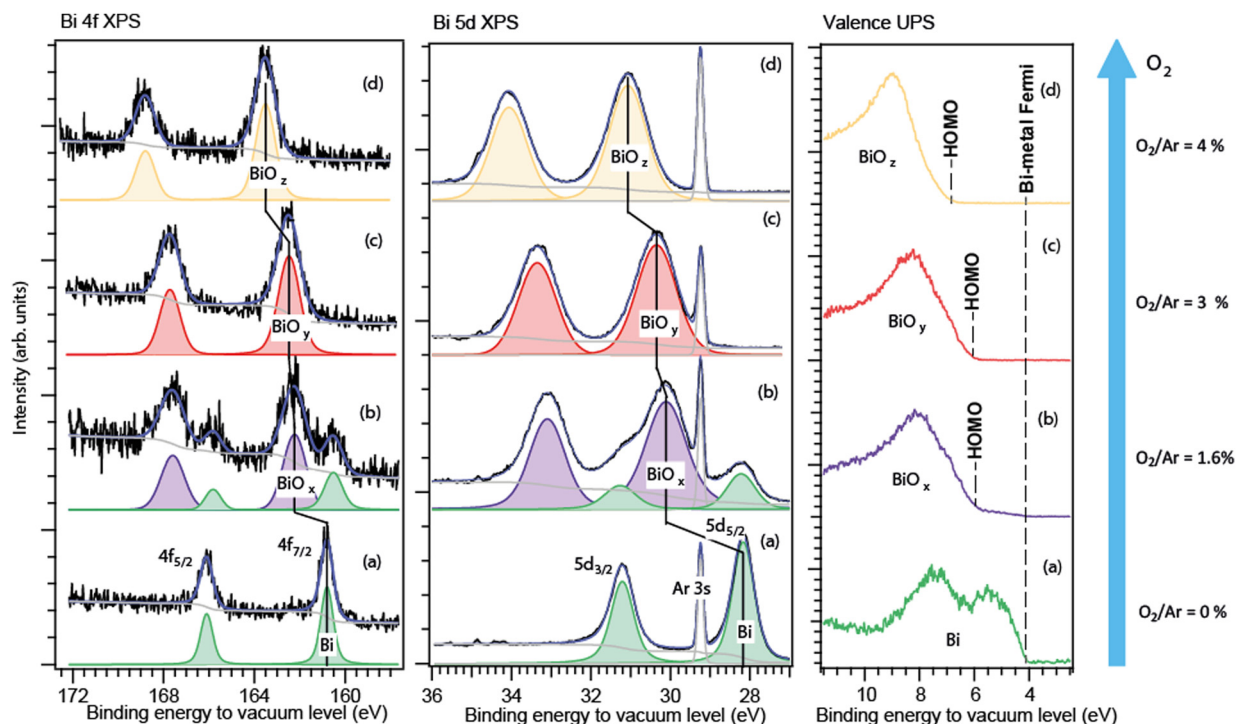 Bi 4f XPS
Bi 5d XPS
Valence UPS
Intensity (arb. units)
(d)
BiOz
(c)
BiOy
(b)
BiOx
4f5/2
4f7/2
(a)
Bi
172
168
164
160
Binding energy to vacuum level (eV)
(d)
BiOz
(c)
BiOy
(b)
BiOx
5d5/2
5d3/2
(a)
Ar 3s
Bi
36
34
32
30
28
Binding energy to vacuum level (eV)
(d)
HOMO
Bi-metal Fermi
BiOz
(c)
HOMO
BiOy
(b)
HOMO
BiOx
(a)
Bi
10
8
6
4
Binding energy to vacuum level (eV)
O2
O2/Ar = 4 %
O2/Ar = 3 %
O2/Ar = 1.6%
O2/Ar = 0 %